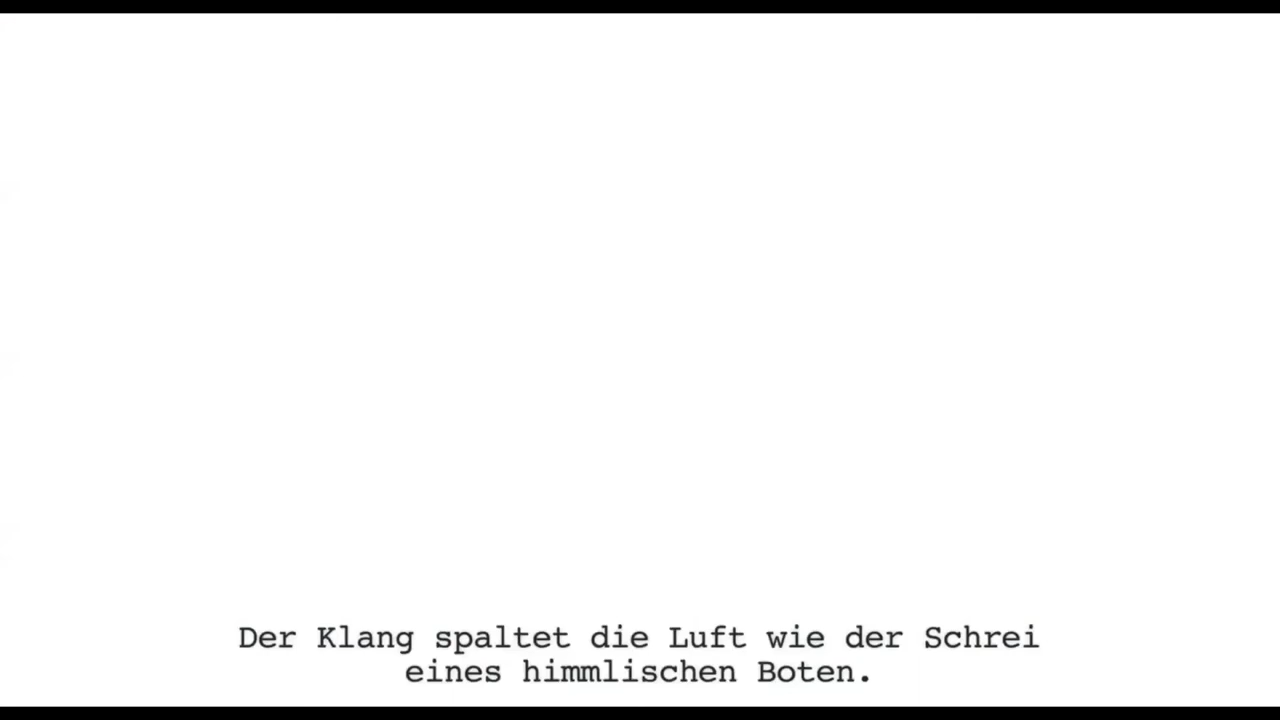 Der Klang spaltet die Luft wie der Schrei
eines himmlischen Boten.